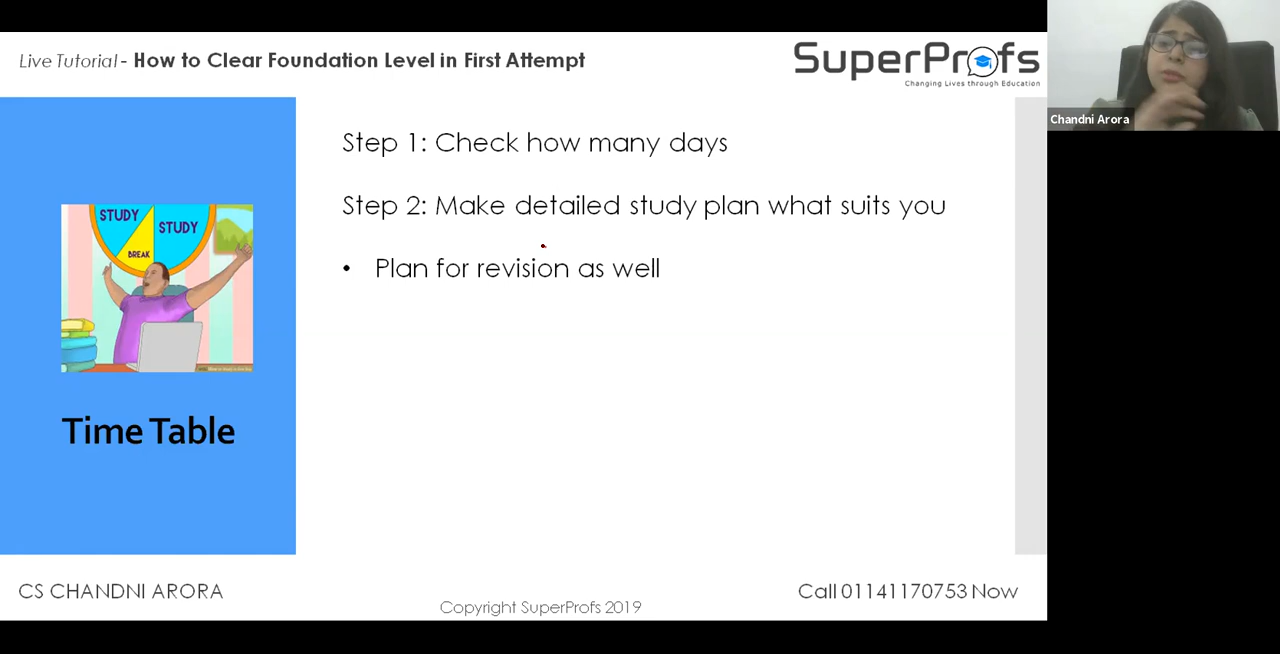 Live Tutorial - How to Clear Foundation Level in First Attempt
SuperProfs
Changing Lives through Education
Chandni Arora
Step 1: Check how many days
Step 2: Make detailed study plan what suits you
• Plan for revision as well
STUDY
STUDY
BREAK
Time Table
CS CHANDNI ARORA
Call 01141170753 Now
Copyright SuperProfs 2019